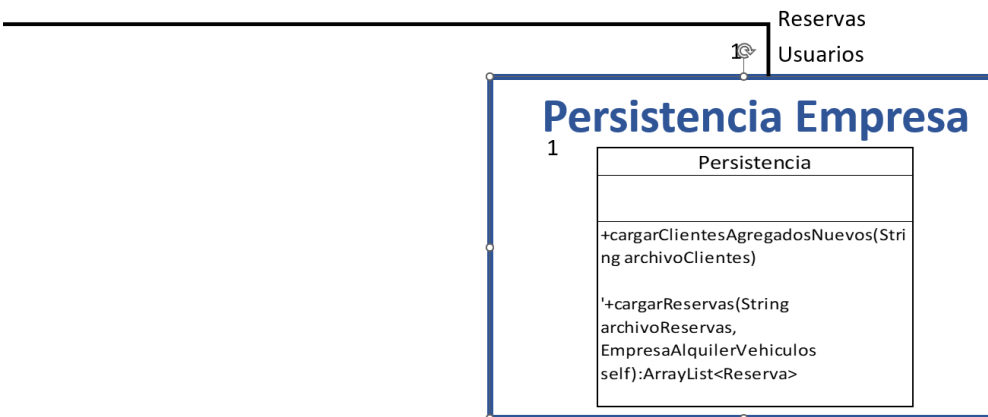 Reservas
1
Usuarios
Persistencia Empresa
1
Persistencia
+cargarClientesAgregadosNuevos(Stri
ng archivoClientes)
'+cargarReservas(String
archivoReservas,
EmpresaAlquilerVehiculos
self):ArrayList<Reserva>